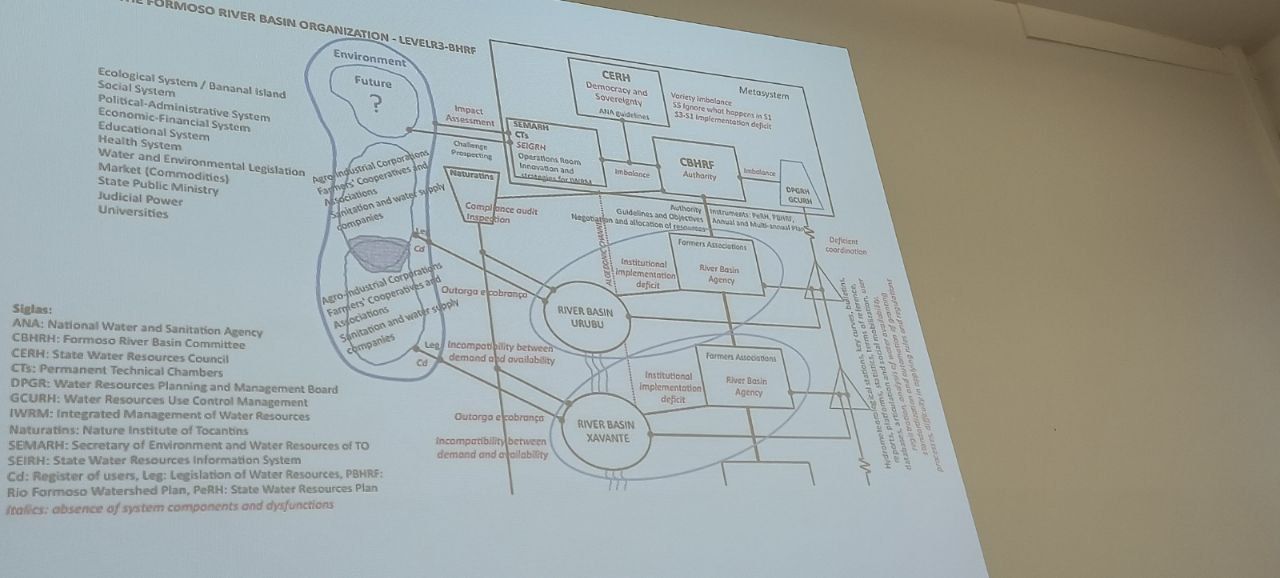 FORMOSO RIVER BASIN ORGANIZATION - LEVELR3-BHRF
Ecological System / Bananal Island
Social System
Political-Administrative System
Economic-Financial System
Educational System
Health System
Water and Environmental Legislation
Market (Commodities)
State Public Ministry
Judicial Power
Universities
Environment
Future
?
Agro-Industrial Corporations
Farmers' Cooperatives and
Associations
Sanitation and water supply
companies
Agro-Industrial Corporations
Farmers' Cooperatives and
Associations
Sanitation and water supply
companies
Impact
Assessment
Challenge
Prospecting
Naturatins
Compliance audit
Inspection
SEMARH
CTs
SEIGRH
Operations Room
Innovation and
strategies for IWRM
CERH
Democracy and
Sovereignty
ANA guidelines
Metasystem
Variety imbalance
S5 ignore what happens in S1
S3-S1 Implementation deficit
Imbalance
CBHRF
Authority
Imbalance
DPGRH
GCURH
Authority
Guidelines and Objectives
Negotiation and allocation of resources
Instruments: PeRH, PBHRF,
Annual and Multi-annual Plan
Deficient
coordination
ALGEDONIC CHANNEL
Leg
Cd
Outorga e cobrança
Institutional
implementation
deficit
Farmers Associations
River Basin
Agency
RIVER BASIN
URUBU
Leg
Cd
Incompatibility between
demand and availability
Institutional
implementation
deficit
Farmers Associations
River Basin
Agency
Outorga e cobrança
RIVER BASIN
XAVANTE
Incompatibility between
demand and availability
Siglas:
ANA: National Water and Sanitation Agency
CBHRH: Formoso River Basin Committee
CERH: State Water Resources Council
CTs: Permanent Technical Chambers
DPGR: Water Resources Planning and Management Board
GCURH: Water Resources Use Control Management
IWRM: Integrated Management of Water Resources
Naturatins: Nature Institute of Tocantins
SEMARH: Secretary of Environment and Water Resources of TO
SEIRH: State Water Resources Information System
Cd: Register of users, Leg: Legislation of Water Resources, PBHRF:
Rio Formoso Watershed Plan, PeRH: State Water Resources Plan
Italics: absence of system components and dysfunctions
Hydrometeorological stations, key curves, bulletins,
reports, platforms, statistics, terms of reference,